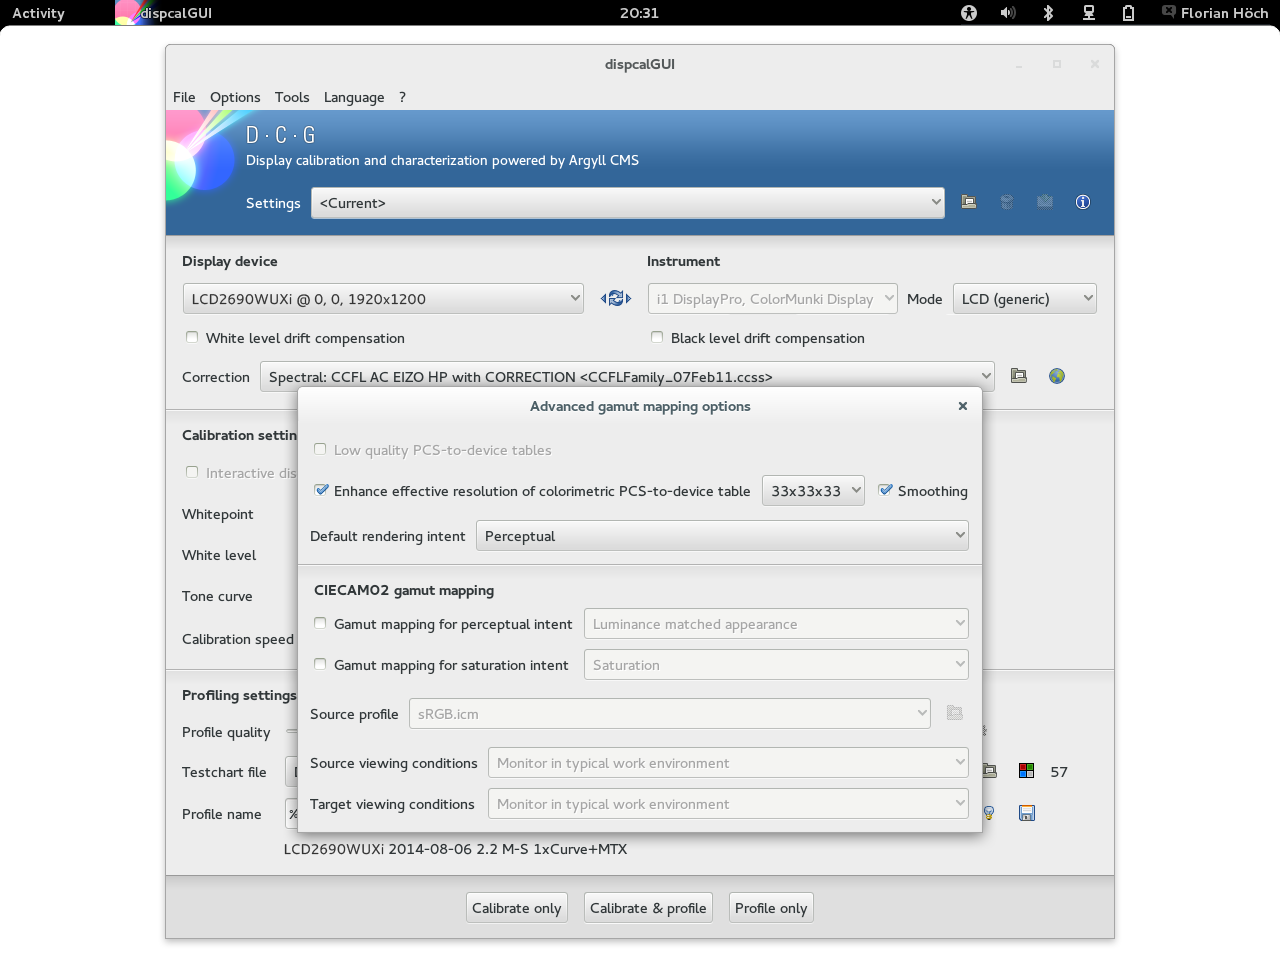 Activity dispcalGUI 20:31 Florian Höch
dispcalGUI
File Options Tools Language ?
D·C·G
Display calibration and characterization powered by Argyll CMS
Settings <Current>
Display device Instrument
LCD2690WUXi @ 0, 0, 1920x1200 i1 DisplayPro, ColorMunki Display Mode LCD (generic)
White level drift compensation Black level drift compensation
Correction Spectral: CCFL AC EIZO HP with CORRECTION <CCFLFamily_07Feb11.ccss>
Advanced gamut mapping options
Calibration settin
Low quality PCS-to-device tables
Interactive dis
Enhance effective resolution of colorimetric PCS-to-device table 33x33x33 Smoothing
Whitepoint
Default rendering intent Perceptual
White level
CIECAM02 gamut mapping
Tone curve
Gamut mapping for perceptual intent Luminance matched appearance
Calibration speed
Gamut mapping for saturation intent Saturation
Profiling settings
Source profile sRGB.icm
Profile quality
Source viewing conditions Monitor in typical work environment
Testchart file 57
Target viewing conditions Monitor in typical work environment
Profile name %
LCD2690WUXi 2014-08-06 2.2 M-S 1xCurve+MTX
Calibrate only Calibrate & profile Profile only